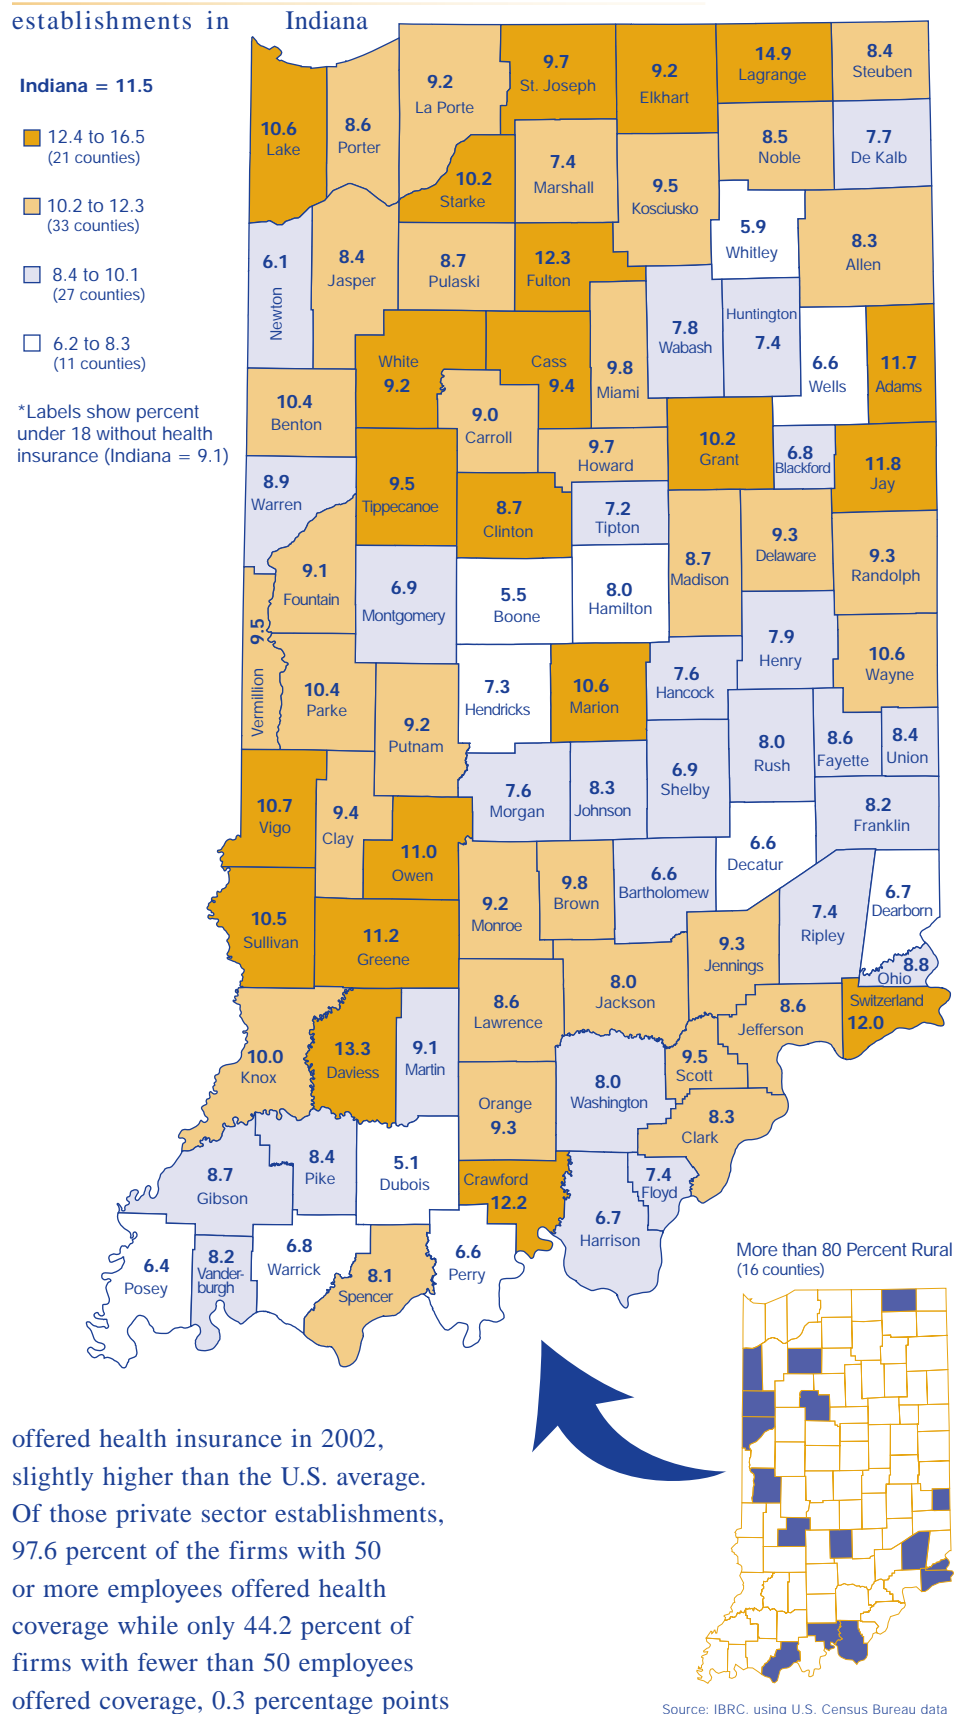 establishments in Indiana
Indiana = 11.5
12.4 to 16.5
(21 counties)
10.2 to 12.3
(33 counties)
8.4 to 10.1
(27 counties)
6.2 to 8.3
(11 counties)
*Labels show percent
under 18 without health
insurance (Indiana = 9.1)
10.6
Lake
8.6
Porter
9.2
La Porte
9.7
St. Joseph
9.2
Elkhart
14.9
Lagrange
8.4
Steuben
10.2
Starke
7.4
Marshall
9.5
Kosciusko
8.5
Noble
7.7
De Kalb
5.9
Whitley
8.3
Allen
6.1
Newton
8.4
Jasper
8.7
Pulaski
12.3
Fulton
9.8
Miami
7.8
Wabash
Huntington
7.4
6.6
Wells
11.7
Adams
White
9.2
Cass
9.4
10.4
Benton
9.0
Carroll
9.7
Howard
10.2
Grant
6.8
Blackford
11.8
Jay
8.9
Warren
9.5
Tippecanoe
8.7
Clinton
7.2
Tipton
8.7
Madison
9.3
Delaware
9.3
Randolph
9.1
Fountain
6.9
Montgomery
5.5
Boone
8.0
Hamilton
7.9
Henry
10.6
Wayne
9.5
Vermillion
10.4
Parke
9.2
Putnam
7.3
Hendricks
10.6
Marion
7.6
Hancock
8.0
Rush
8.6
Fayette
8.4
Union
10.7
Vigo
9.4
Clay
11.0
Owen
7.6
Morgan
8.3
Johnson
6.9
Shelby
8.2
Franklin
6.6
Decatur
10.5
Sullivan
11.2
Greene
9.2
Monroe
9.8
Brown
6.6
Bartholomew
9.3
Jennings
7.4
Ripley
6.7
Dearborn
8.8
Ohio
Switzerland
12.0
10.0
Knox
13.3
Daviess
9.1
Martin
8.6
Lawrence
8.0
Jackson
8.6
Jefferson
9.5
Scott
Orange
9.3
8.0
Washington
8.3
Clark
8.7
Gibson
8.4
Pike
5.1
Dubois
Crawford
12.2
7.4
Floyd
6.7
Harrison
6.4
Posey
8.2
Vander-
burgh
6.8
Warrick
8.1
Spencer
6.6
Perry
More than 80 Percent Rural
(16 counties)
offered health insurance in 2002,
slightly higher than the U.S. average.
Of those private sector establishments,
97.6 percent of the firms with 50
or more employees offered health
coverage while only 44.2 percent of
firms with fewer than 50 employees
offered coverage, 0.3 percentage points
Source: IBRC, using U.S. Census Bureau data